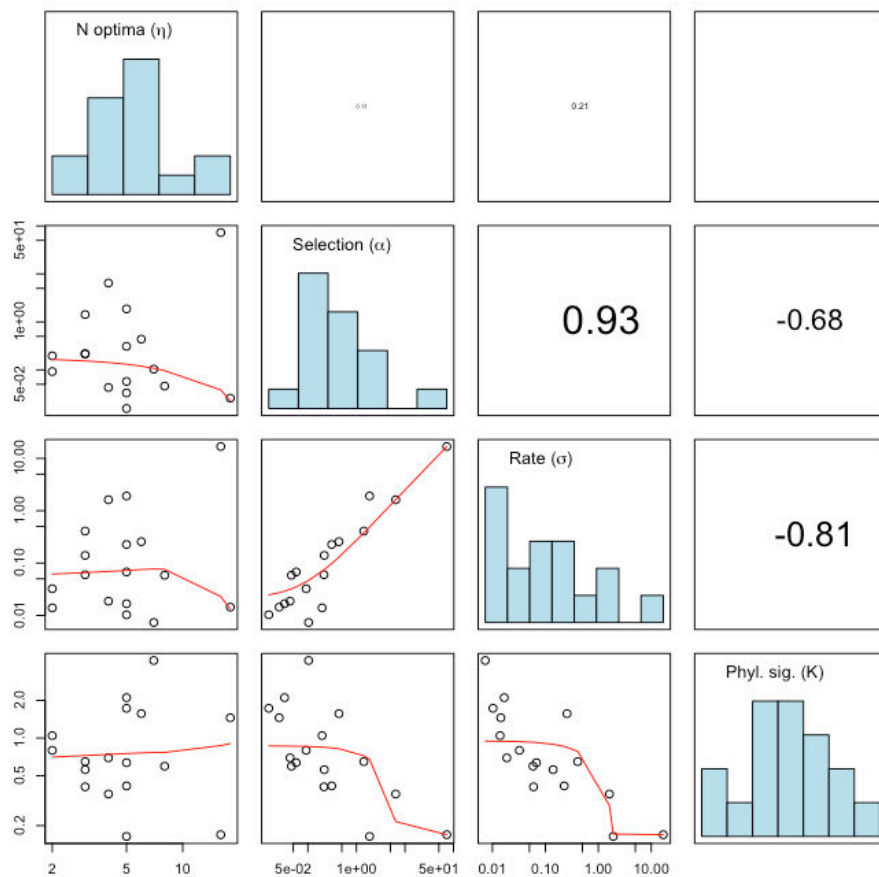 N optima (η)
0.21
Selection (α)
0.93
-0.68
5e-02 1e+00 5e+01
Rate (σ)
-0.81
0.01 0.10 1.00 10.00
Phyl. sig. (K)
0.2 0.5 1.0 2.0
2 5 10
5e-02 1e+00 5e+01
0.01 0.10 1.00 10.00